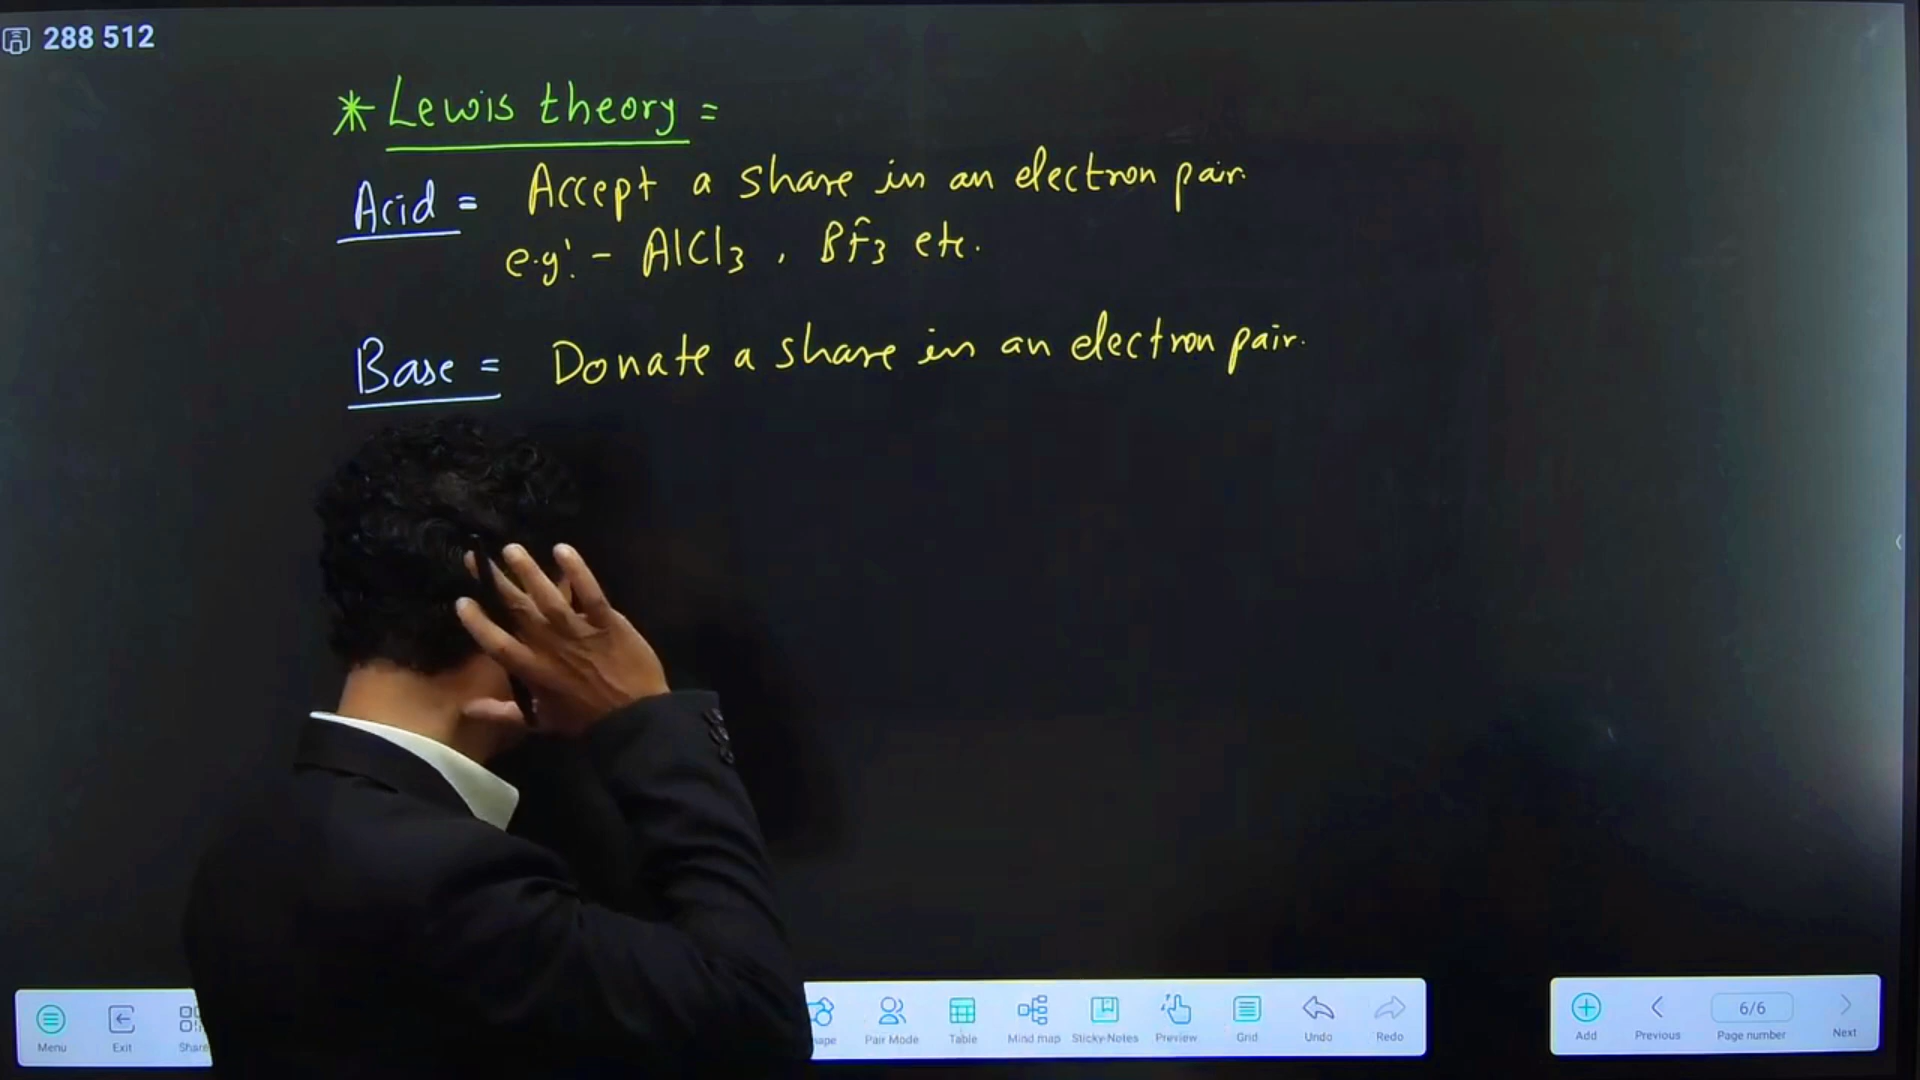 288 512
* Lewis theory =
Acid = Accept a share in an electron pair.
e.g:- AlCl3 , BF3 etc.
Base = Donate a share in an electron pair.
Menu Exit Share Pair Mode Table Mind map Sticky Notes Preview Grid Undo Redo Add Previous 6/6 Page number Next